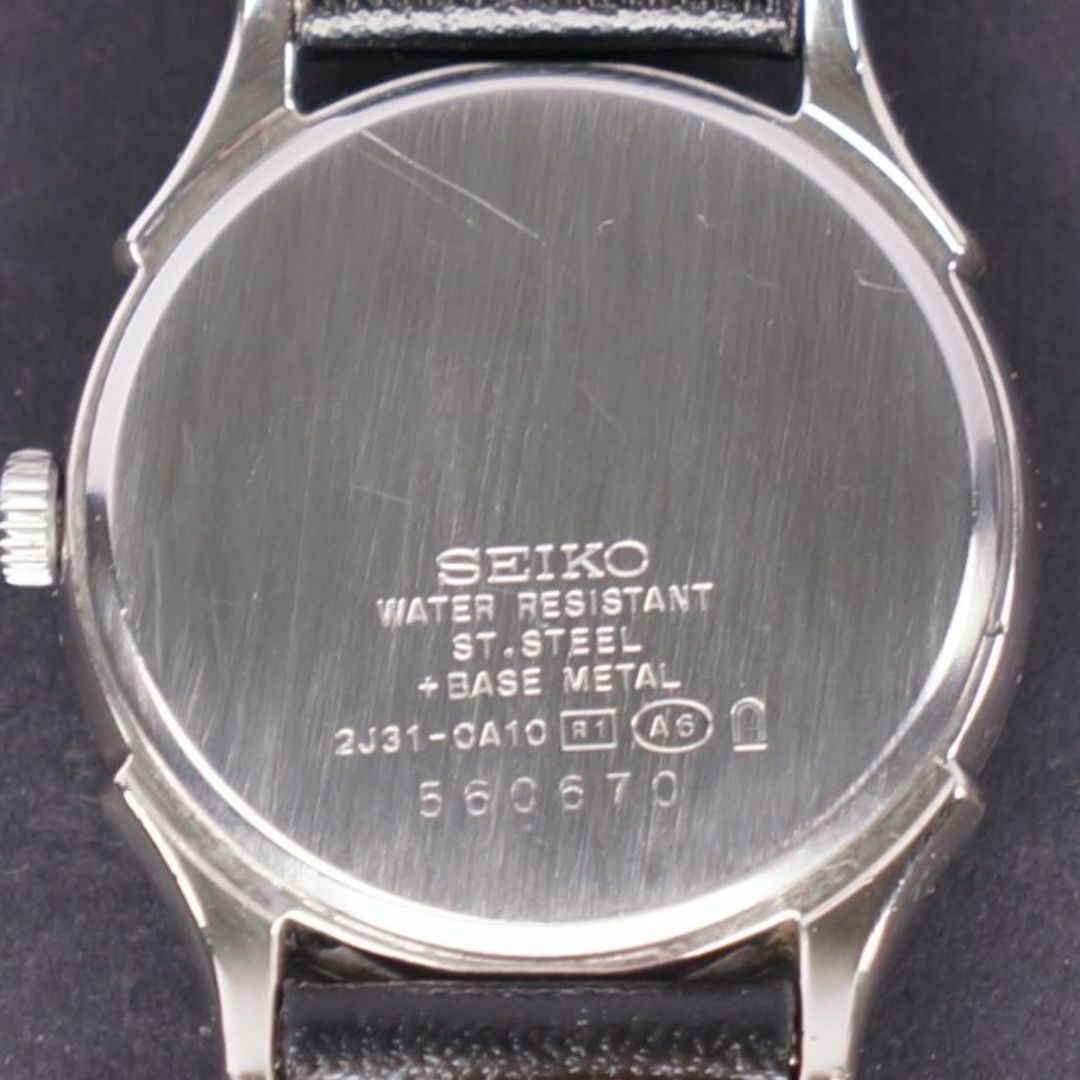 SEIKO
WATER RESISTANT
ST.STEEL
+BASE METAL
2J31-0A10 R1 A6
560670